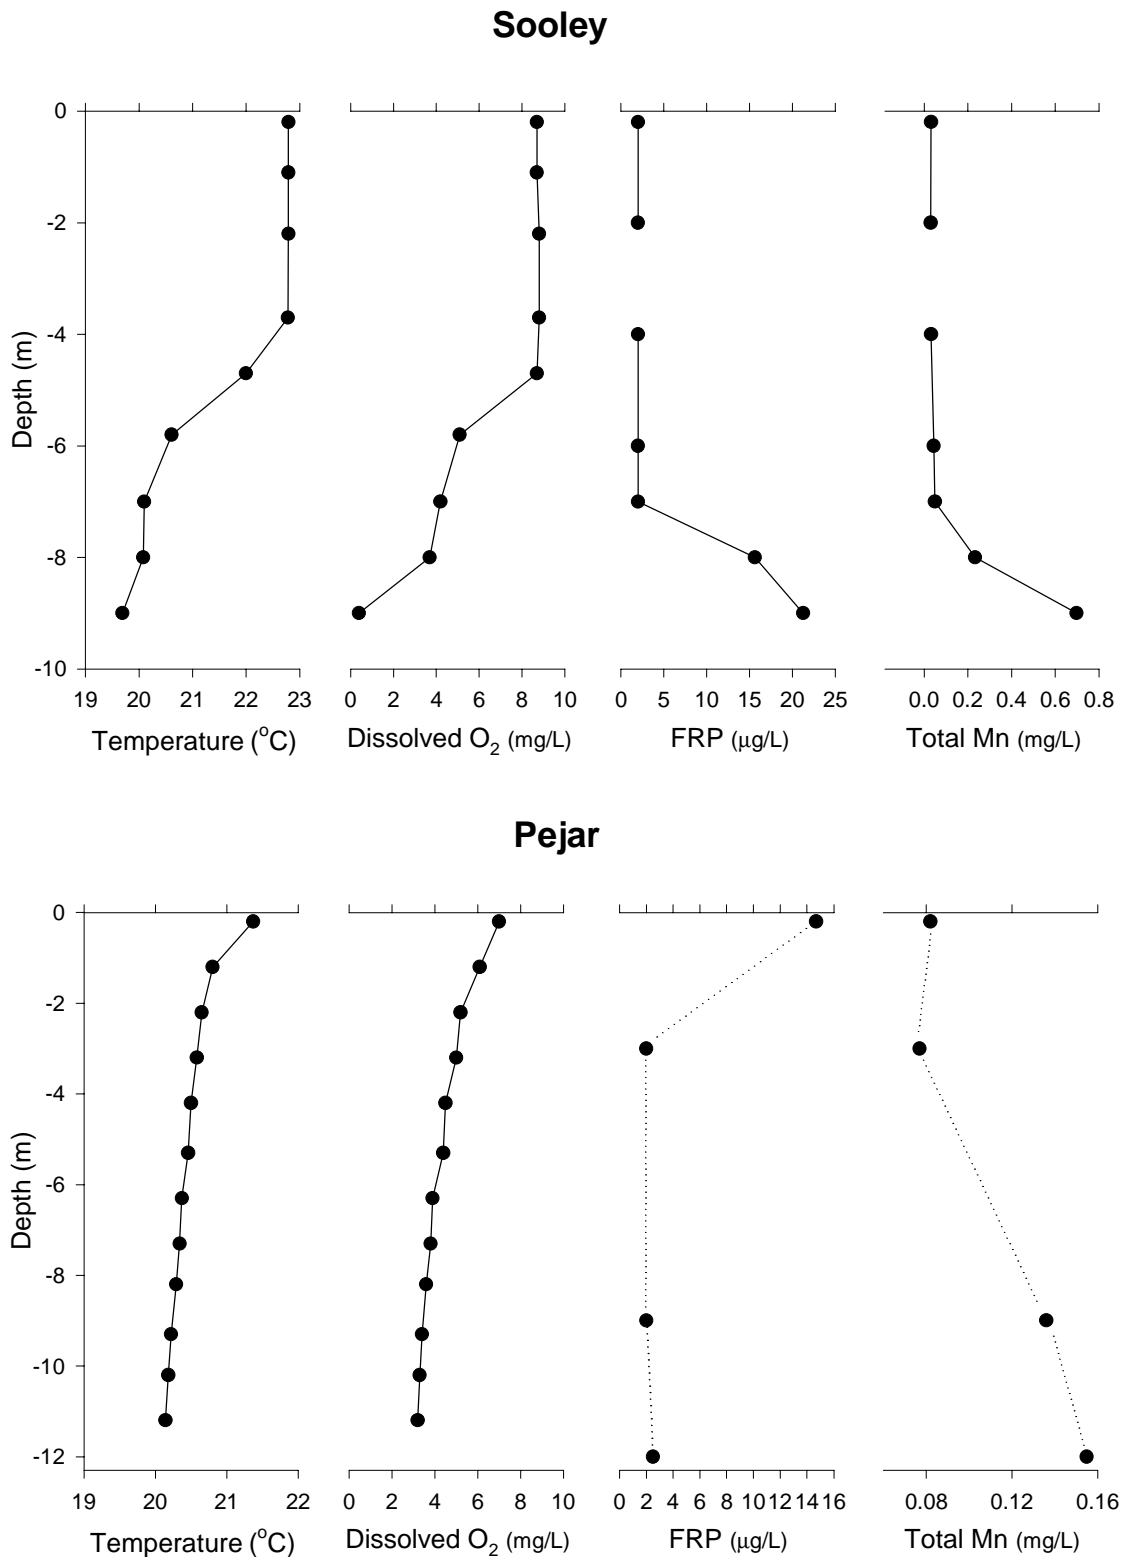 Sooley
0
-2
-4
-6
-8
-10
Depth (m)
19 20 21 22 23
0 2 4 6 8 10
0 5 10 15 20 25
0.0 0.2 0.4 0.6 0.8
Temperature (°C)
Dissolved O₂ (mg/L)
FRP (µg/L)
Total Mn (mg/L)
Pejar
0
-2
-4
-6
-8
-10
-12
Depth (m)
19 20 21 22
0 2 4 6 8 10
0 2 4 6 8 10 12 14 16
0.08 0.12 0.16
Temperature (°C)
Dissolved O₂ (mg/L)
FRP (µg/L)
Total Mn (mg/L)